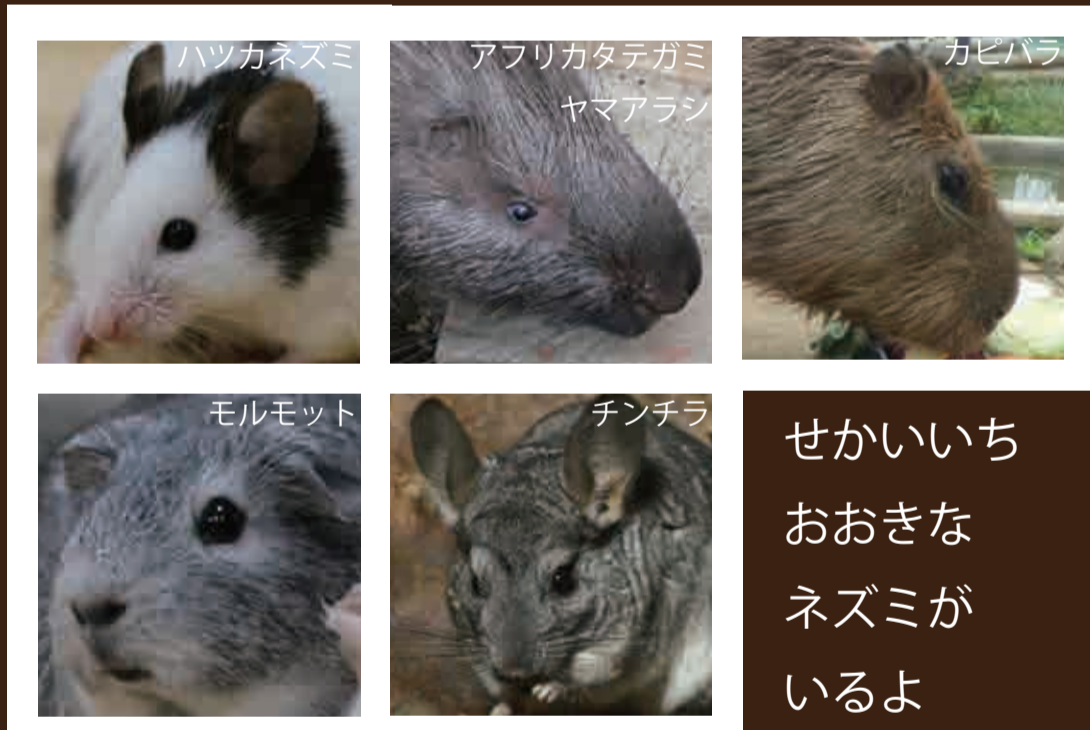 ハツカネズミ
アフリカタテガミ
ヤマアラシ
カピバラ
モルモット
チンチラ
せかいいち
おおきな
ネズミが
いるよ